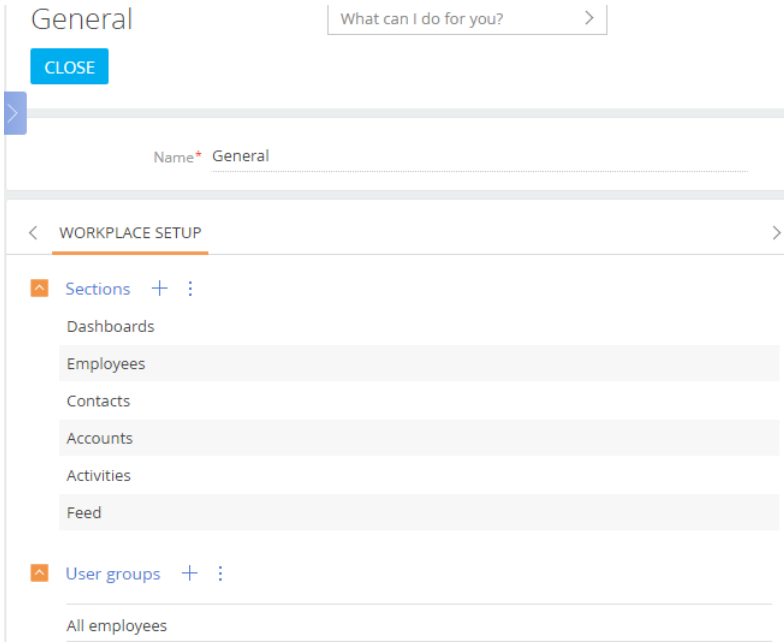 General
What can I do for you?
CLOSE
Name* General
WORKPLACE SETUP
Sections
Dashboards
Employees
Contacts
Accounts
Activities
Feed
User groups
All employees